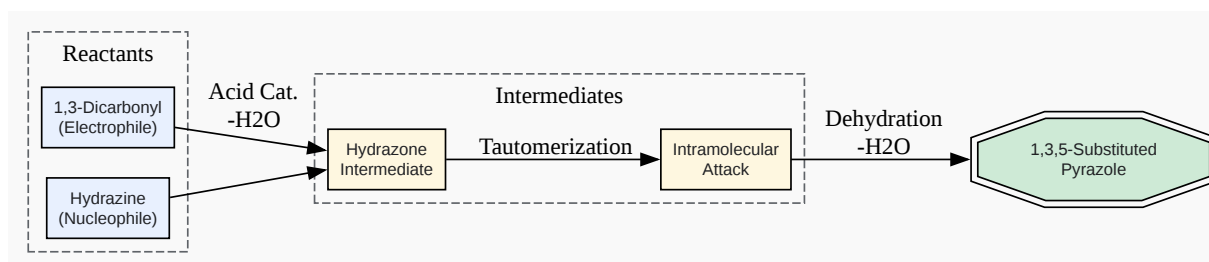 Reactants
1,3-Dicarbonyl
(Electrophile)
Hydrazine
(Nucleophile)
Acid Cat.
-H2O
Intermediates
Hydrazone
Intermediate
Tautomerization
Intramolecular
Attack
Dehydration
-H2O
1,3,5-Substituted
Pyrazole